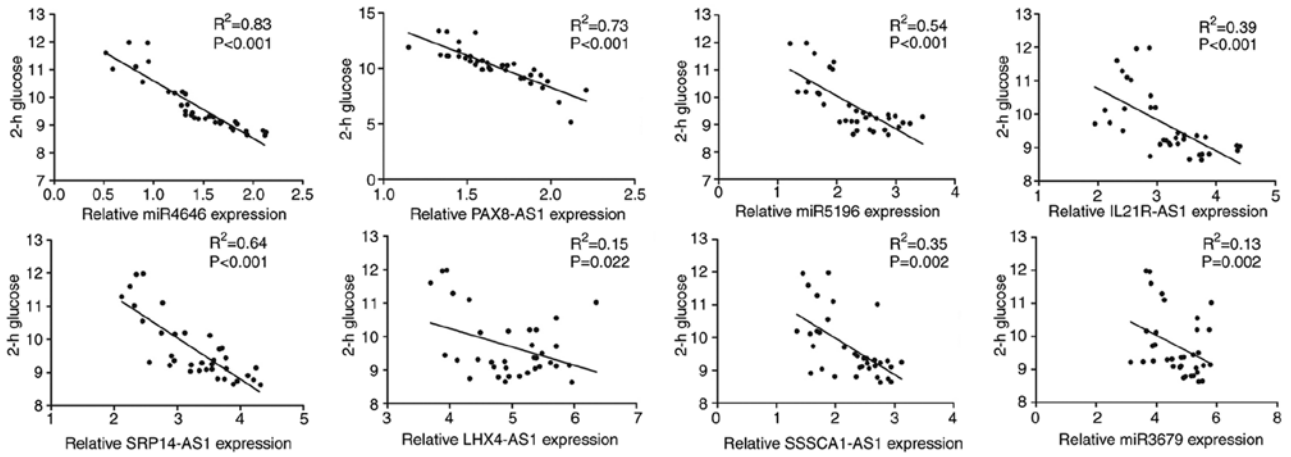 R²=0.83
P<0.001
13
12
11
10
9
8
7
2-h glucose
0.0
0.5
1.0
1.5
2.0
2.5
Relative miR4646 expression
R²=0.73
P<0.001
15
10
5
0
2-h glucose
1.0
1.5
2.0
2.5
Relative PAX8-AS1 expression
R²=0.54
P<0.001
13
12
11
10
9
8
7
2-h glucose
0
1
2
3
4
Relative miR5196 expression
R²=0.39
P<0.001
13
12
11
10
9
8
2-h glucose
1
2
3
4
5
Relative IL21R-AS1 expression
R²=0.64
P<0.001
13
12
11
10
9
8
2-h glucose
1
2
3
4
5
Relative SRP14-AS1 expression
R²=0.15
P=0.022
13
12
11
10
9
8
2-h glucose
3
4
5
6
7
Relative LHX4-AS1 expression
R²=0.35
P=0.002
13
12
11
10
9
8
2-h glucose
0
1
2
3
4
Relative SSSCA1-AS1 expression
R²=0.13
P=0.002
13
12
11
10
9
8
2-h glucose
0
2
4
6
8
Relative miR3679 expression